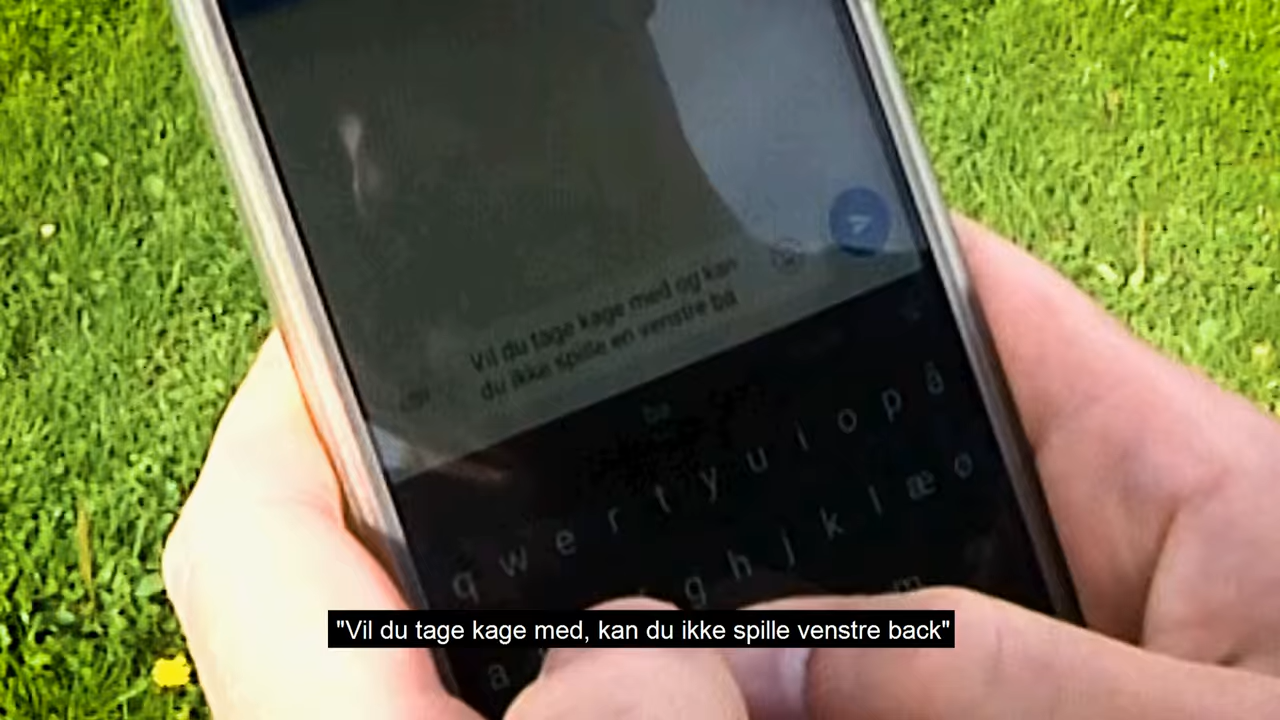 Vil du tage kage med og kan
du ikke spille en venstre ba
q w e r t y u i o p å
g h j k l æ ø
a
m
"Vil du tage kage med, kan du ikke spille venstre back"